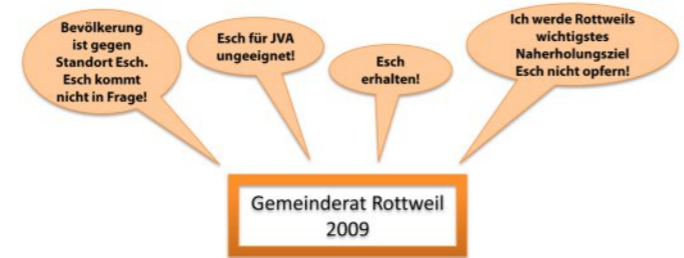 Bevölkerung
ist gegen
Standort Esch.
Esch kommt
nicht in Frage!
Esch für JVA
ungeeignet!
Esch
erhalten!
Ich werde Rottweils
wichtigstes
Naherholungsziel
Esch nicht opfern!
Gemeinderat Rottweil
2009